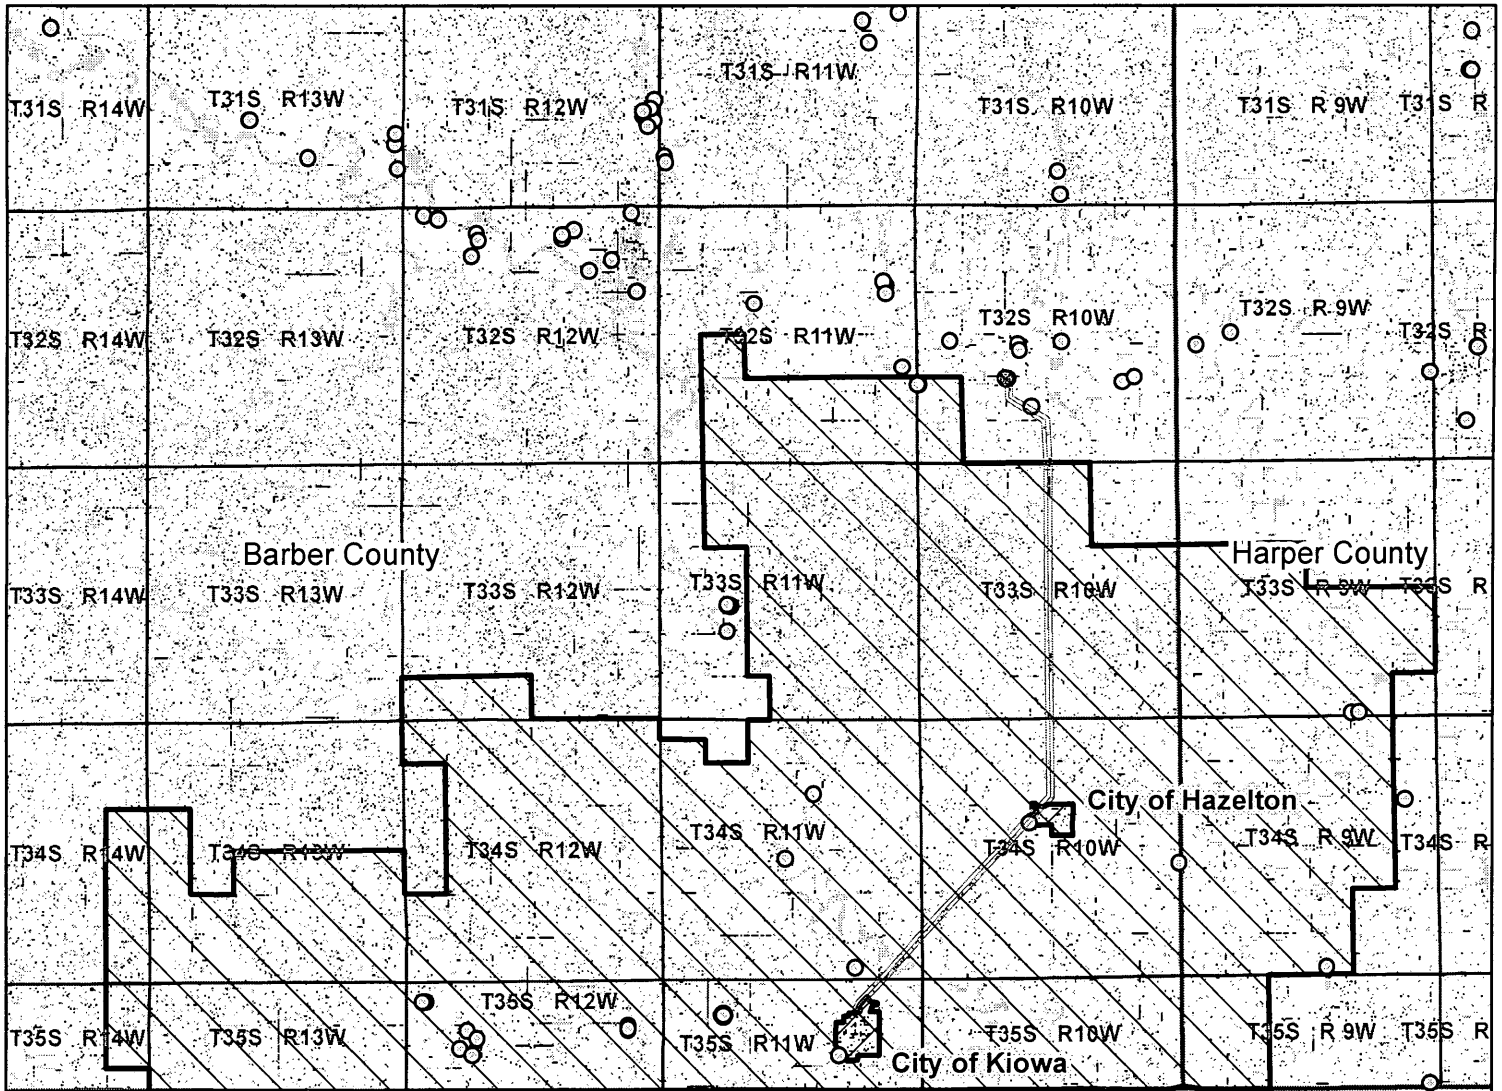 T31S R11W
T31S R14W
T31S R13W
T31S R12W
T31S R10W
T31S R 9W
T31S R
T32S R14W
T32S R13W
T32S R12W
T32S R11W
T32S R10W
T32S R 9W
T32S R
Barber County
Harper County
T33S R14W
T33S R13W
T33S R12W
T33S R11W
T33S R10W
T33S R 9W
T33S R
City of Hazelton
T34S R14W
T34S R13W
T34S R12W
T34S R11W
T34S R10W
T34S R 9W
T34S R
T35S R14W
T35S R13W
T35S R12W
T35S R11W
T35S R10W
T35S R 9W
T35S R
City of Kiowa